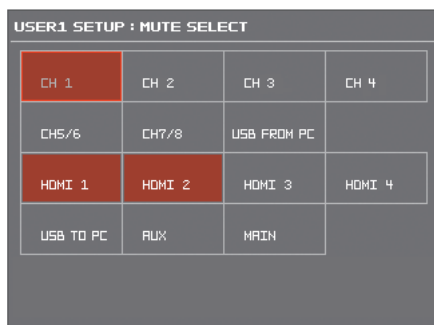 USER1 SETUP : MUTE SELECT
CH 1 CH 2 CH 3 CH 4
CH5/6 CH7/8 USB FROM PC
HDMI 1 HDMI 2 HDMI 3 HDMI 4
USB TO PC AUX MAIN